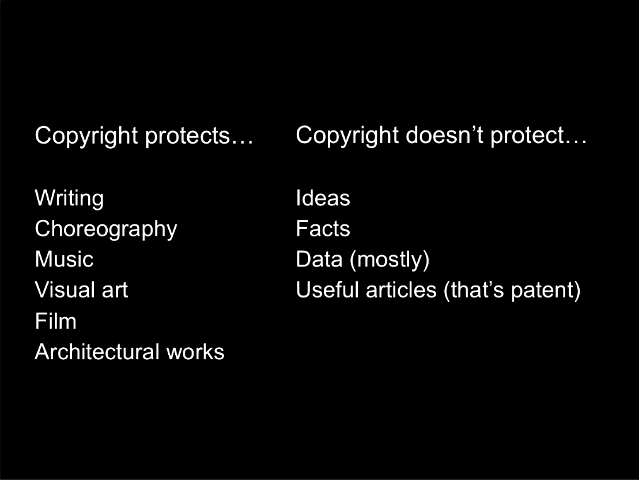 Copyright protects…
Writing
Choreography
Music
Visual art
Film
Architectural works
Copyright doesn’t protect…
Ideas
Facts
Data (mostly)
Useful articles (that’s patent)